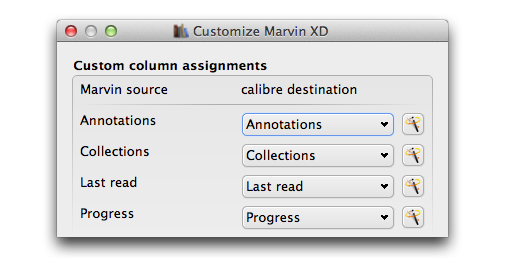 Customize Marvin XD
Custom column assignments
Marvin source calibre destination
Annotations Annotations
Collections Collections
Last read Last read
Progress Progress